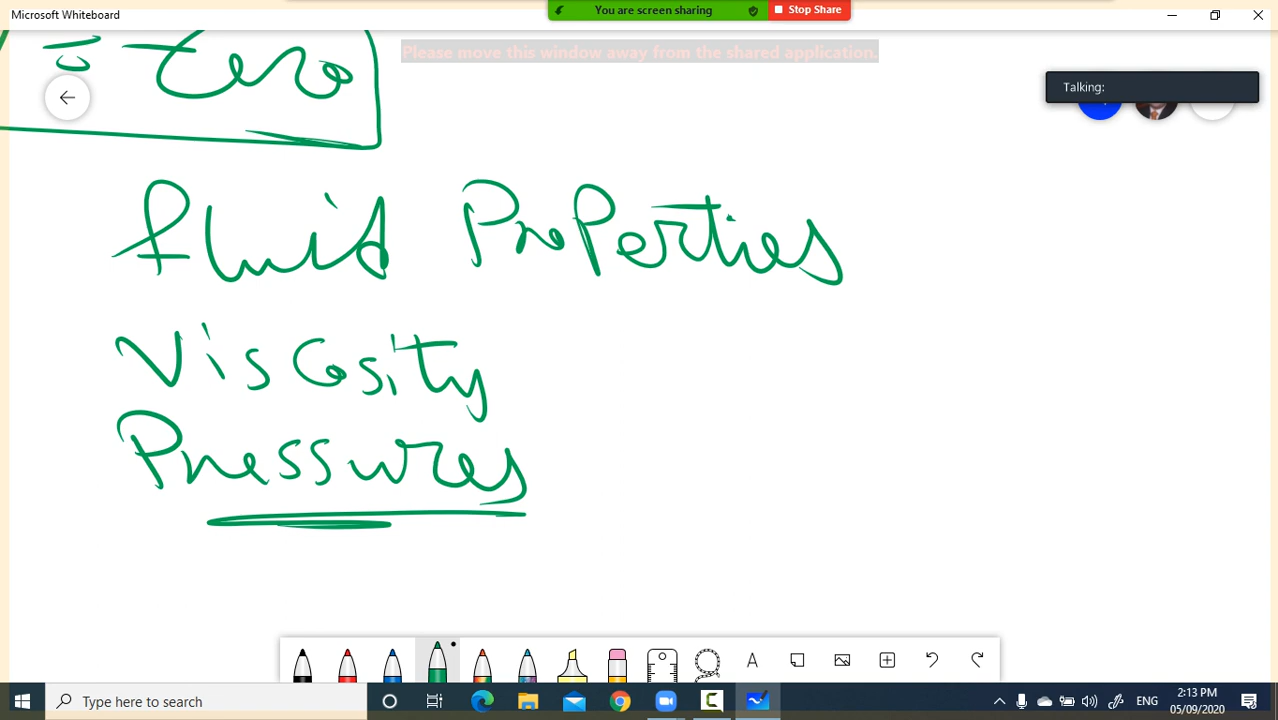 Microsoft Whiteboard
You are screen sharing
Stop Share
Please move this window away from the shared application.
Talking:
= zero
fluid Properties
Viscosity
Pressures
A
Type here to search
ENG
2:13 PM
05/09/2020